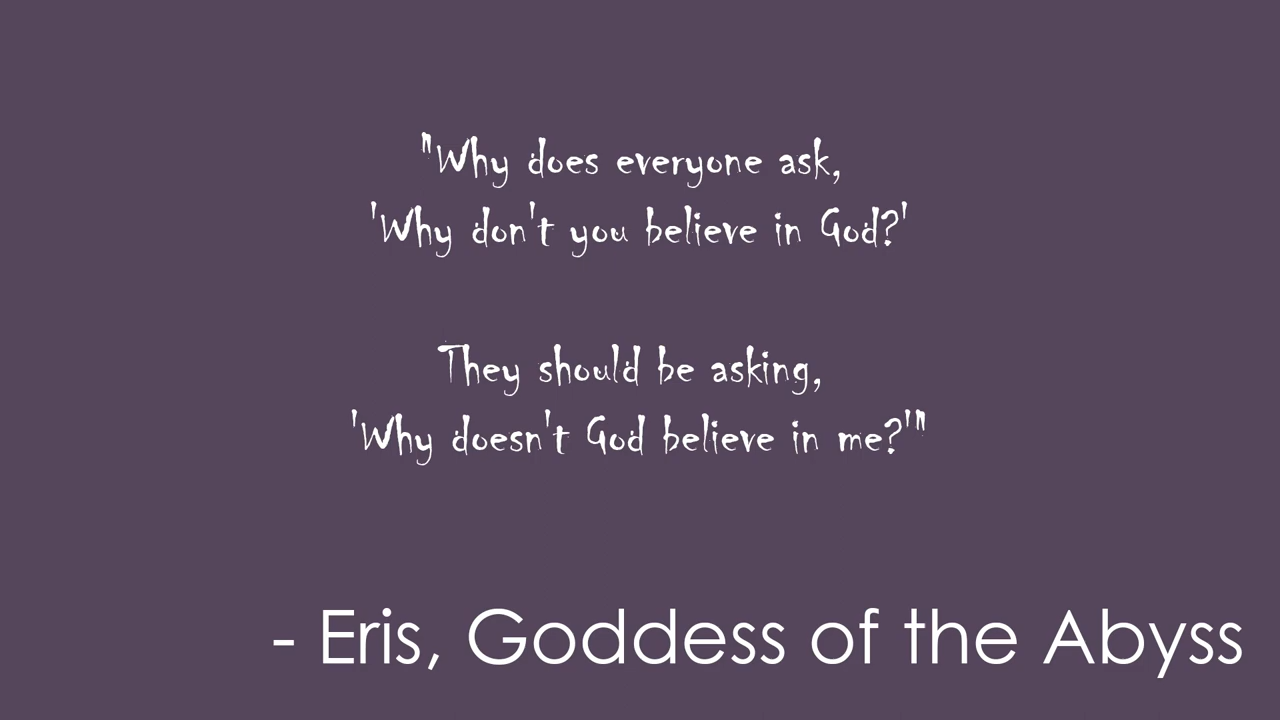 "Why does everyone ask,
'Why don't you believe in God?'
They should be asking,
'Why doesn't God believe in me?'"
- Eris, Goddess of the Abyss